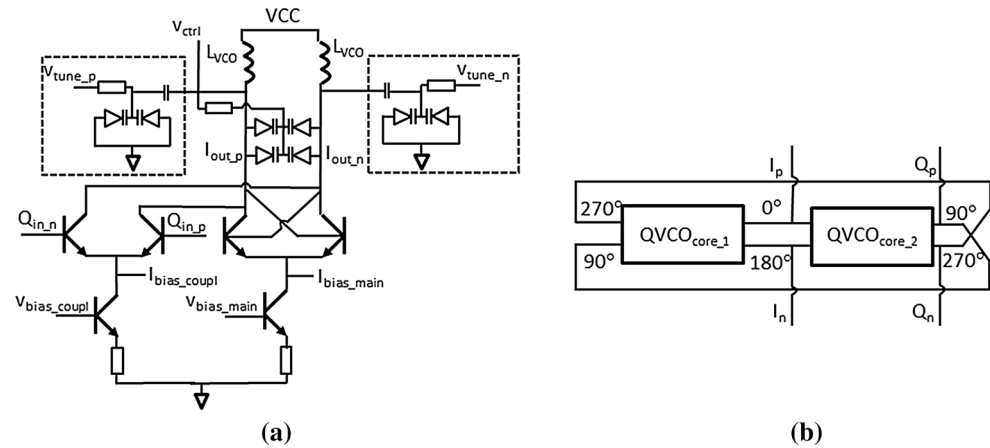 VCC
V_ctrl
L_VCO
L_VCO
V_tune_p
V_tune_n
I_out_p
I_out_n
Q_in_n
Q_in_p
I_bias_coupl
I_bias_main
V_bias_coupl
V_bias_main
(a)
I_p
Q_p
270°
0°
90°
QVCO_core_1
QVCO_core_2
90°
180°
270°
I_n
Q_n
(b)